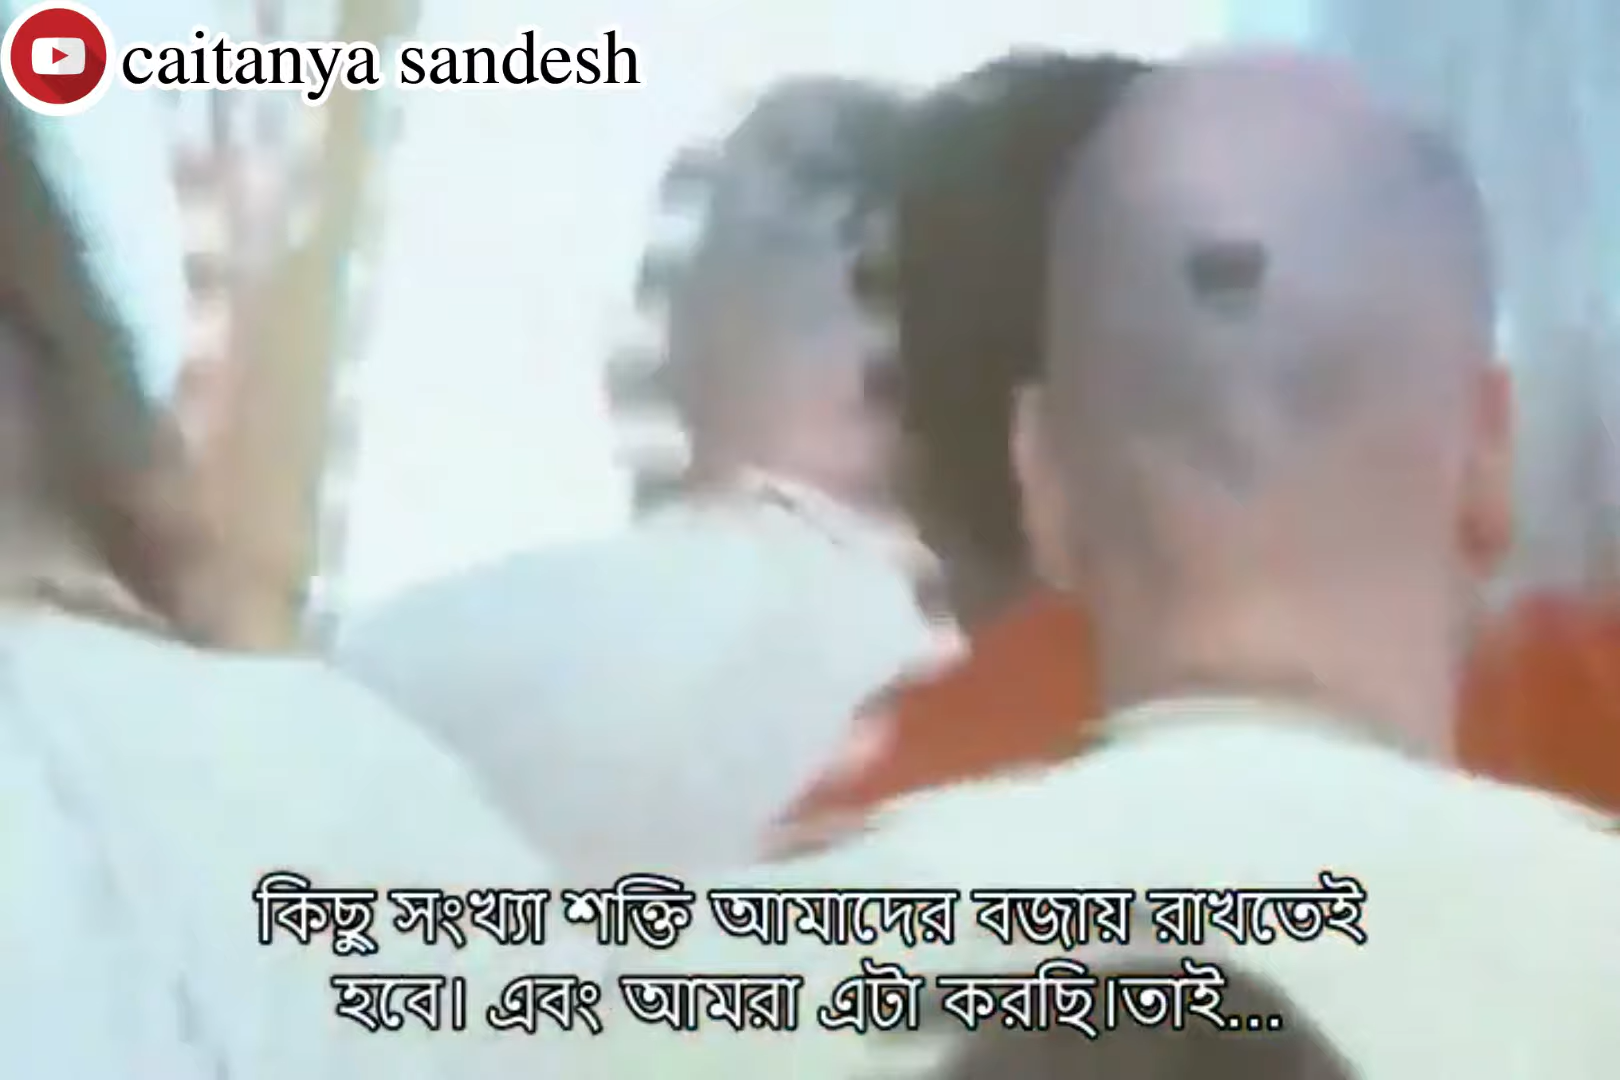 caitanya sandesh
কিছু সংখ্যা শক্তি আমাদের বজায় রাখতেই
হবে। এবং আমরা এটা করছি।তাই...